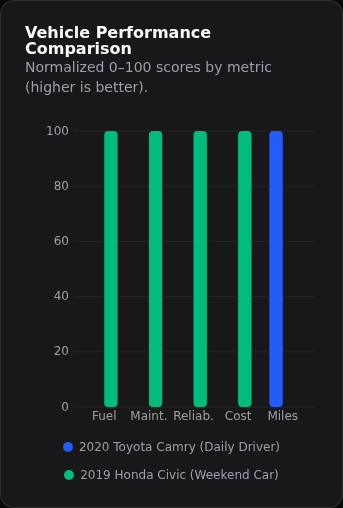 Vehicle Performance
Comparison
Normalized 0–100 scores by metric
(higher is better).
100
80
60
40
20
0
Fuel Maint. Reliab. Cost Miles
2020 Toyota Camry (Daily Driver)
2019 Honda Civic (Weekend Car)